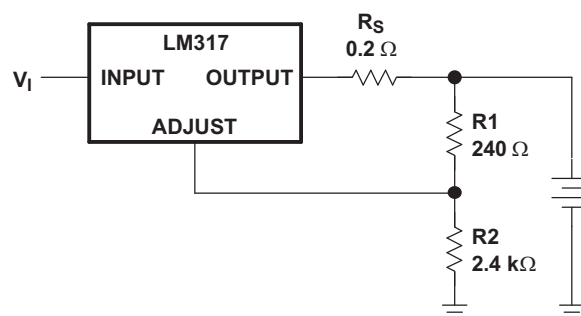 R_S
0.2 Ω
LM317
V_I
INPUT
OUTPUT
ADJUST
R1
240 Ω
R2
2.4 kΩ